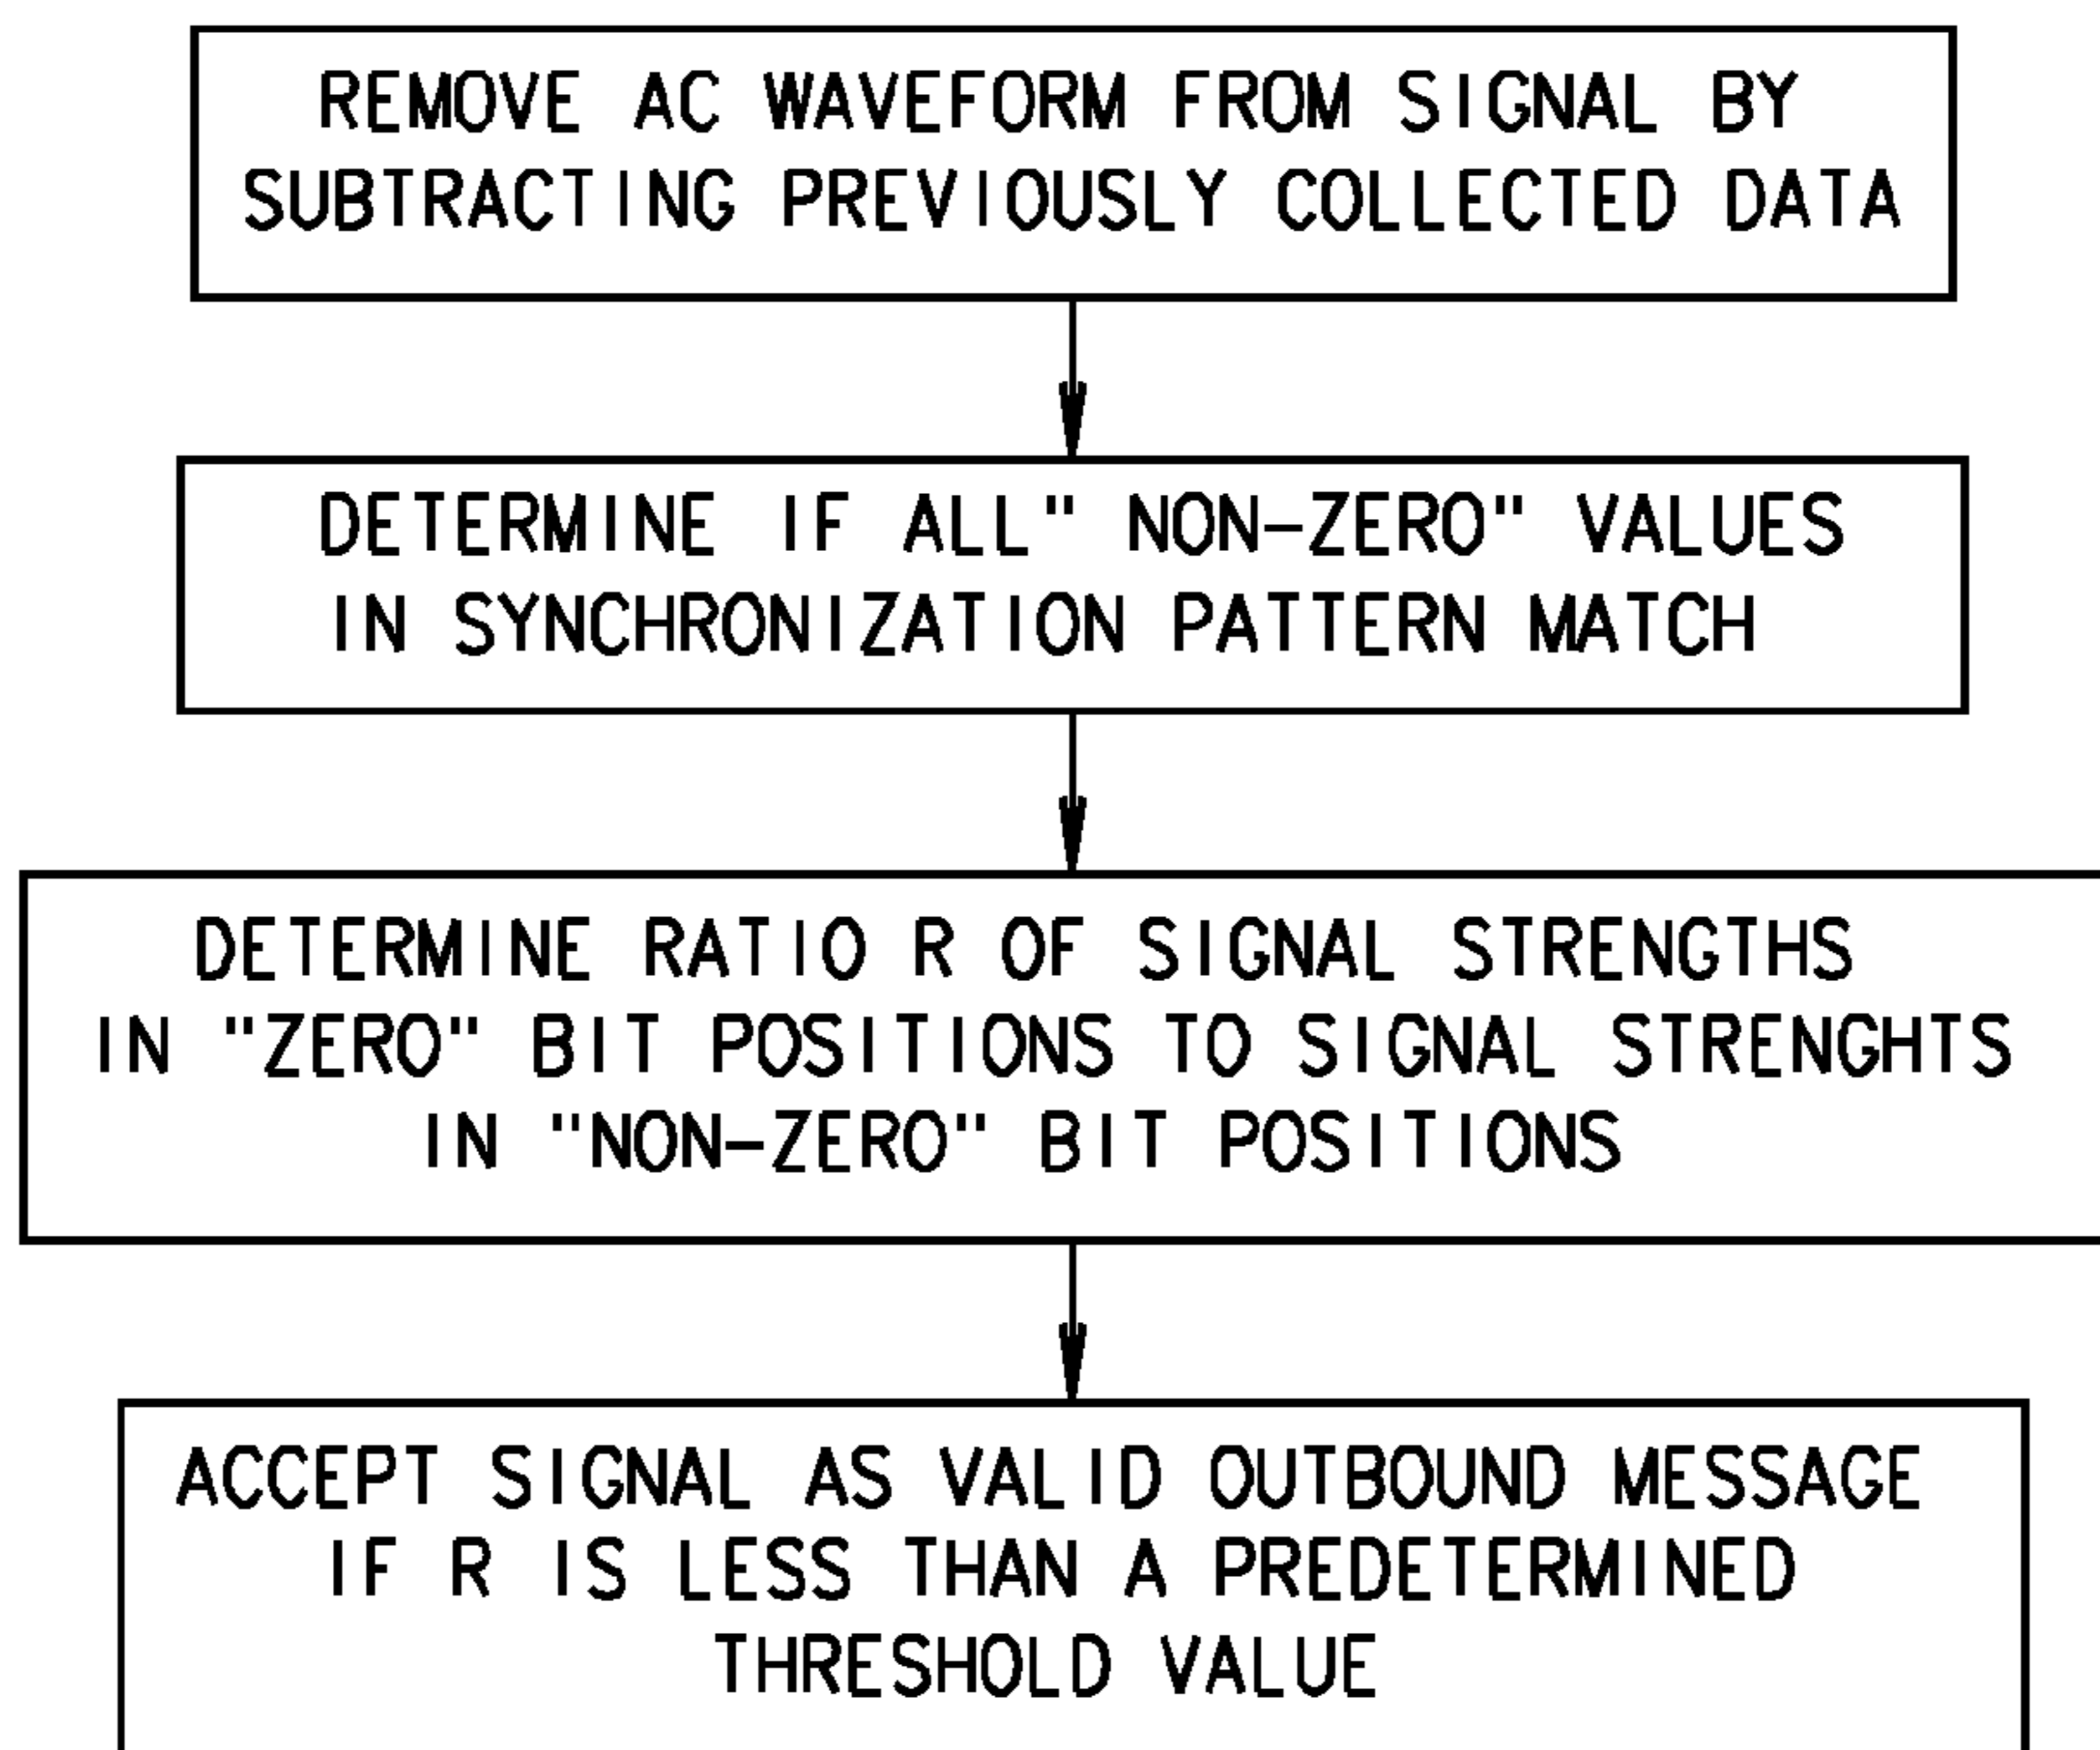 REMOVE AC WAVEFORM FROM SIGNAL BY
SUBTRACTING PREVIOUSLY COLLECTED DATA
DETERMINE IF ALL" NON-ZERO" VALUES
IN SYNCHRONIZATION PATTERN MATCH
DETERMINE RATIO R OF SIGNAL STRENGTHS
IN "ZERO" BIT POSITIONS TO SIGNAL STRENGHTS
IN "NON-ZERO" BIT POSITIONS
ACCEPT SIGNAL AS VALID OUTBOUND MESSAGE
IF R IS LESS THAN A PREDETERMINED
THRESHOLD VALUE